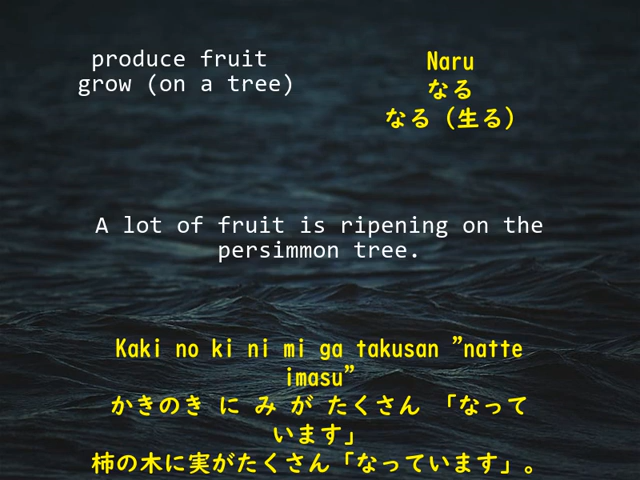 produce fruit
grow (on a tree)
Naru
なる
なる（生る）
A lot of fruit is ripening on the
persimmon tree.
Kaki no ki ni mi ga takusan ”natte
imasu”
かきのき に み が たくさん 「なって
います」
柿の木に実がたくさん「なっています」。